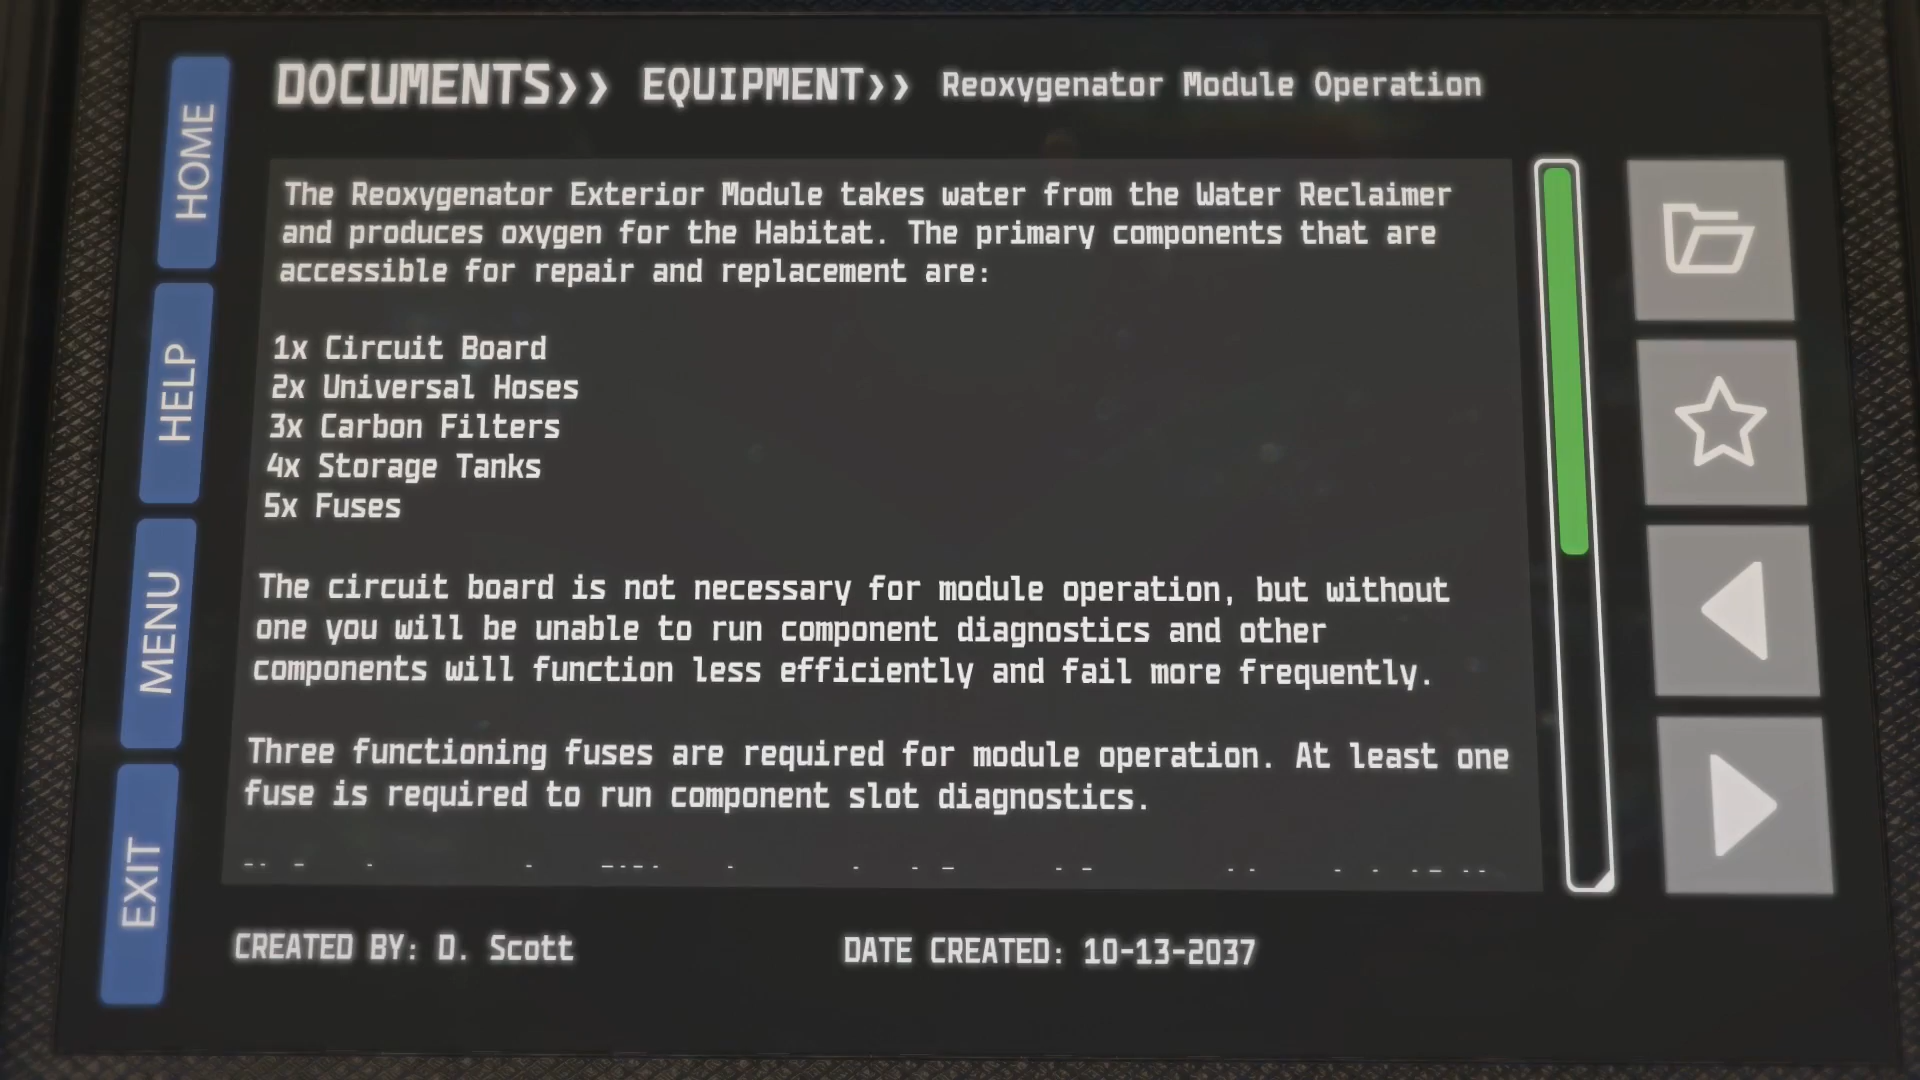 DOCUMENTS❯❯ EQUIPMENT❯❯ Reoxygenator Module Operation
HOME
HELP
MENU
EXIT
The Reoxygenator Exterior Module takes water from the Water Reclaimer
and produces oxygen for the Habitat. The primary components that are
accessible for repair and replacement are:
1x Circuit Board
2x Universal Hoses
3x Carbon Filters
4x Storage Tanks
5x Fuses
The circuit board is not necessary for module operation, but without
one you will be unable to run component diagnostics and other
components will function less efficiently and fail more frequently.
Three functioning fuses are required for module operation. At least one
fuse is required to run component slot diagnostics.
CREATED BY: D. Scott
DATE CREATED: 10-13-2037